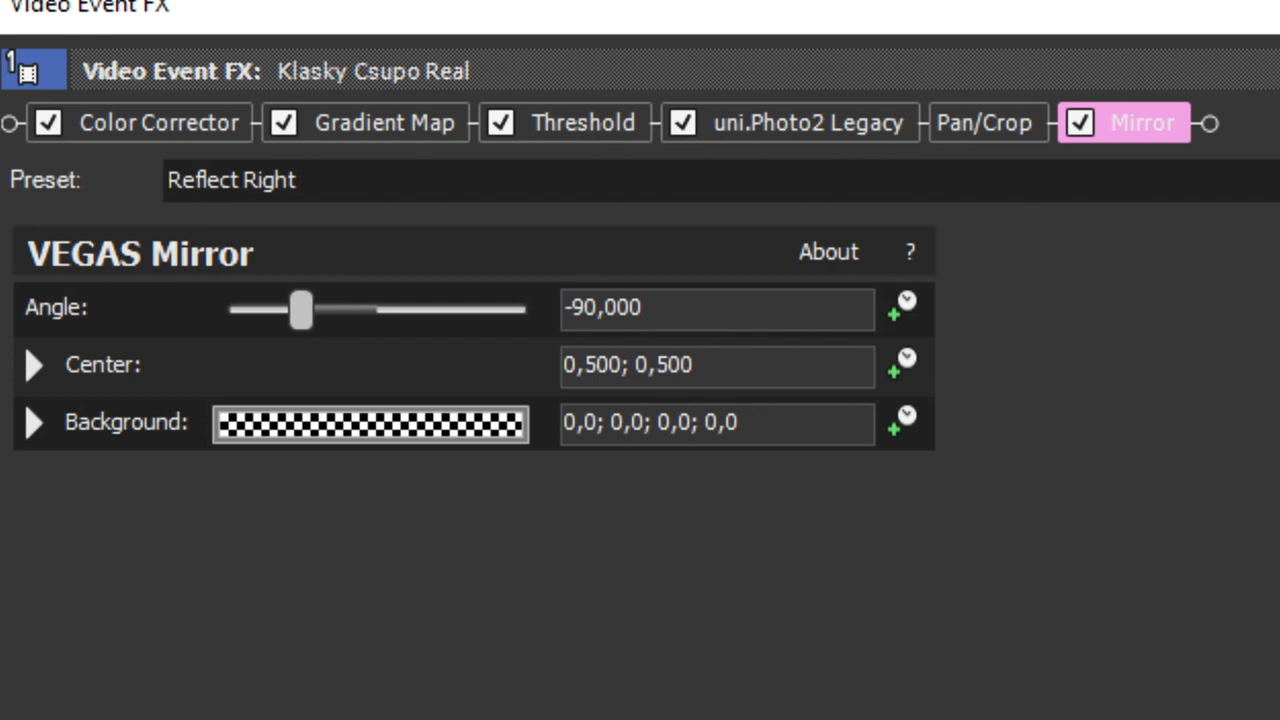 Video Event FX
1
Video Event FX: Klasky Csupo Real
Color Corrector Gradient Map Threshold uni.Photo2 Legacy Pan/Crop Mirror
Preset: Reflect Right
VEGAS Mirror About ?
Angle: -90,000
Center: 0,500; 0,500
Background: 0,0; 0,0; 0,0; 0,0